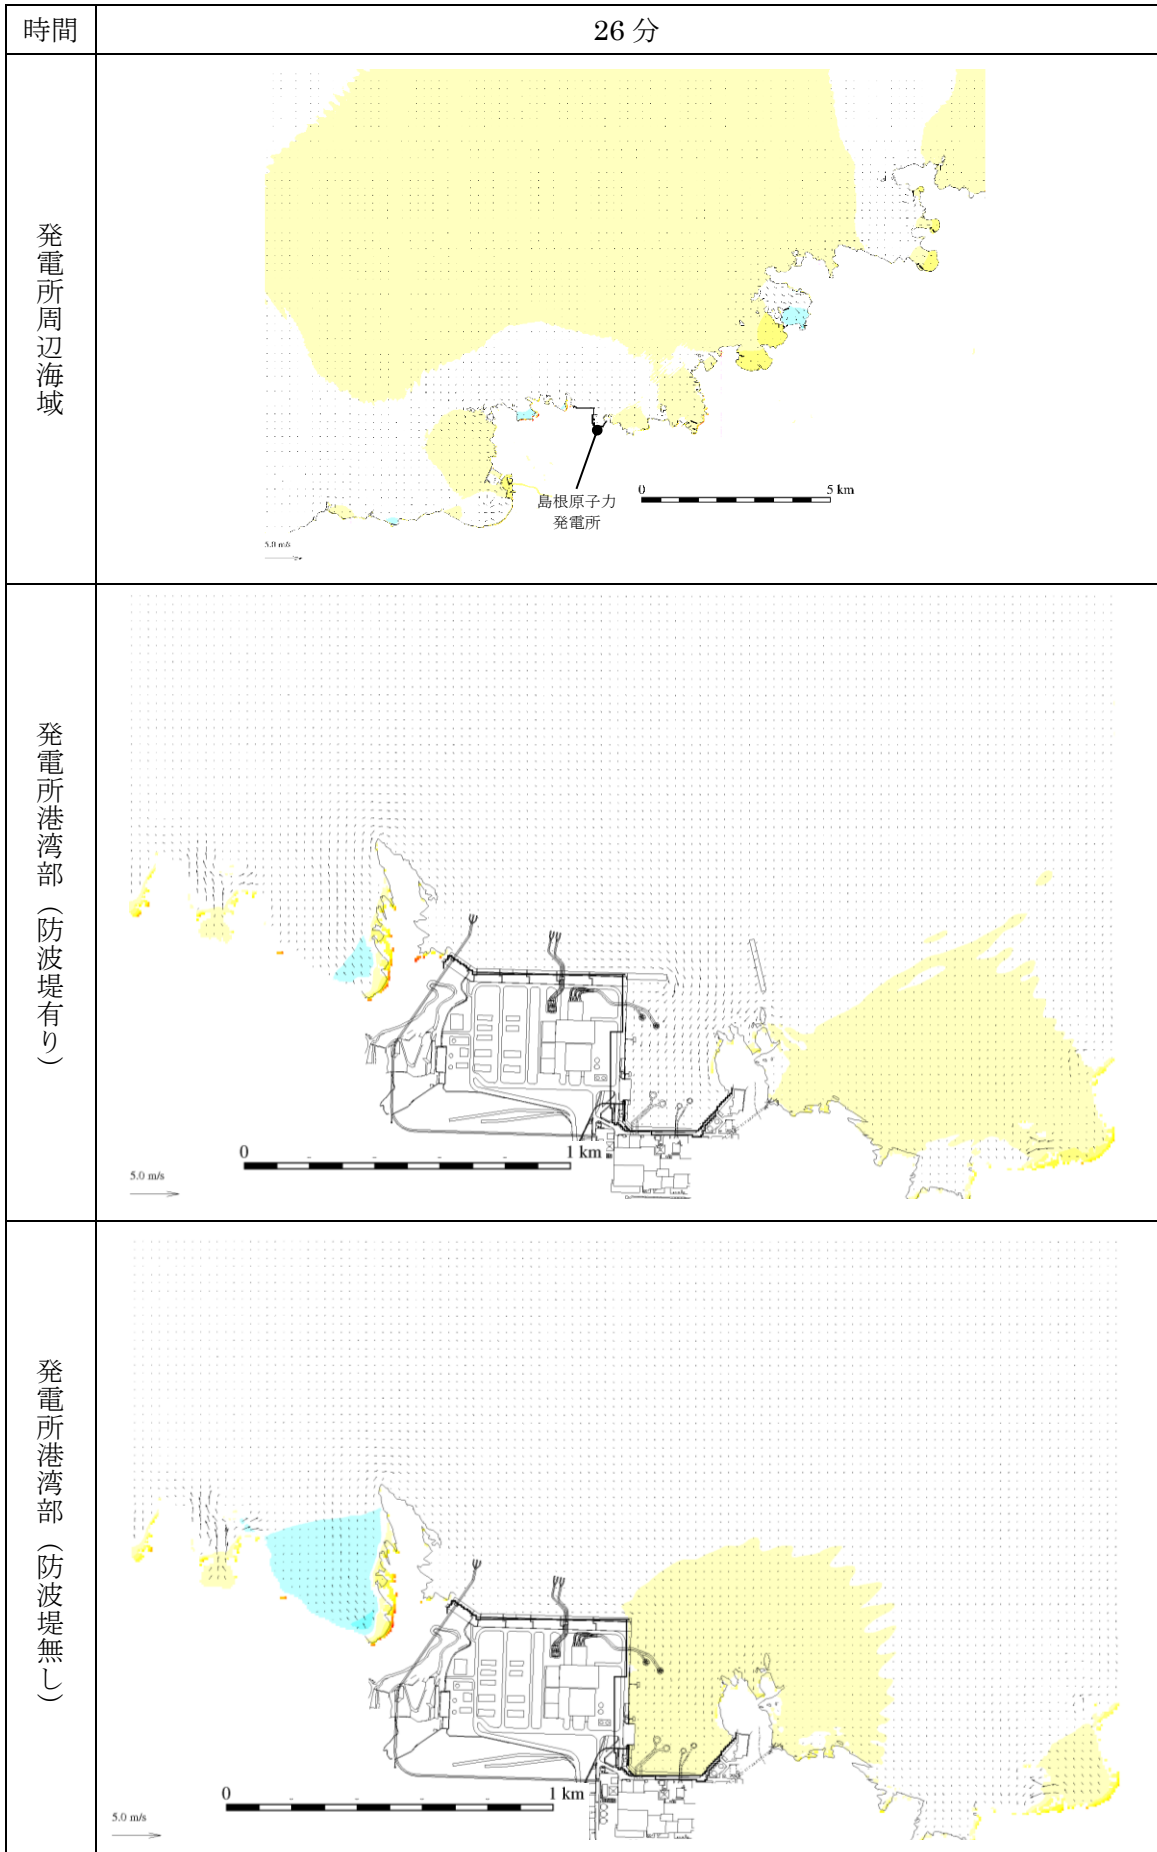 時間
26 分
発電所周辺海域
島根原子力
発電所
0
5 km
5.0 m/s
発電所港湾部（防波堤有り）
0
1 km
5.0 m/s
発電所港湾部（防波堤無し）
0
1 km
5.0 m/s